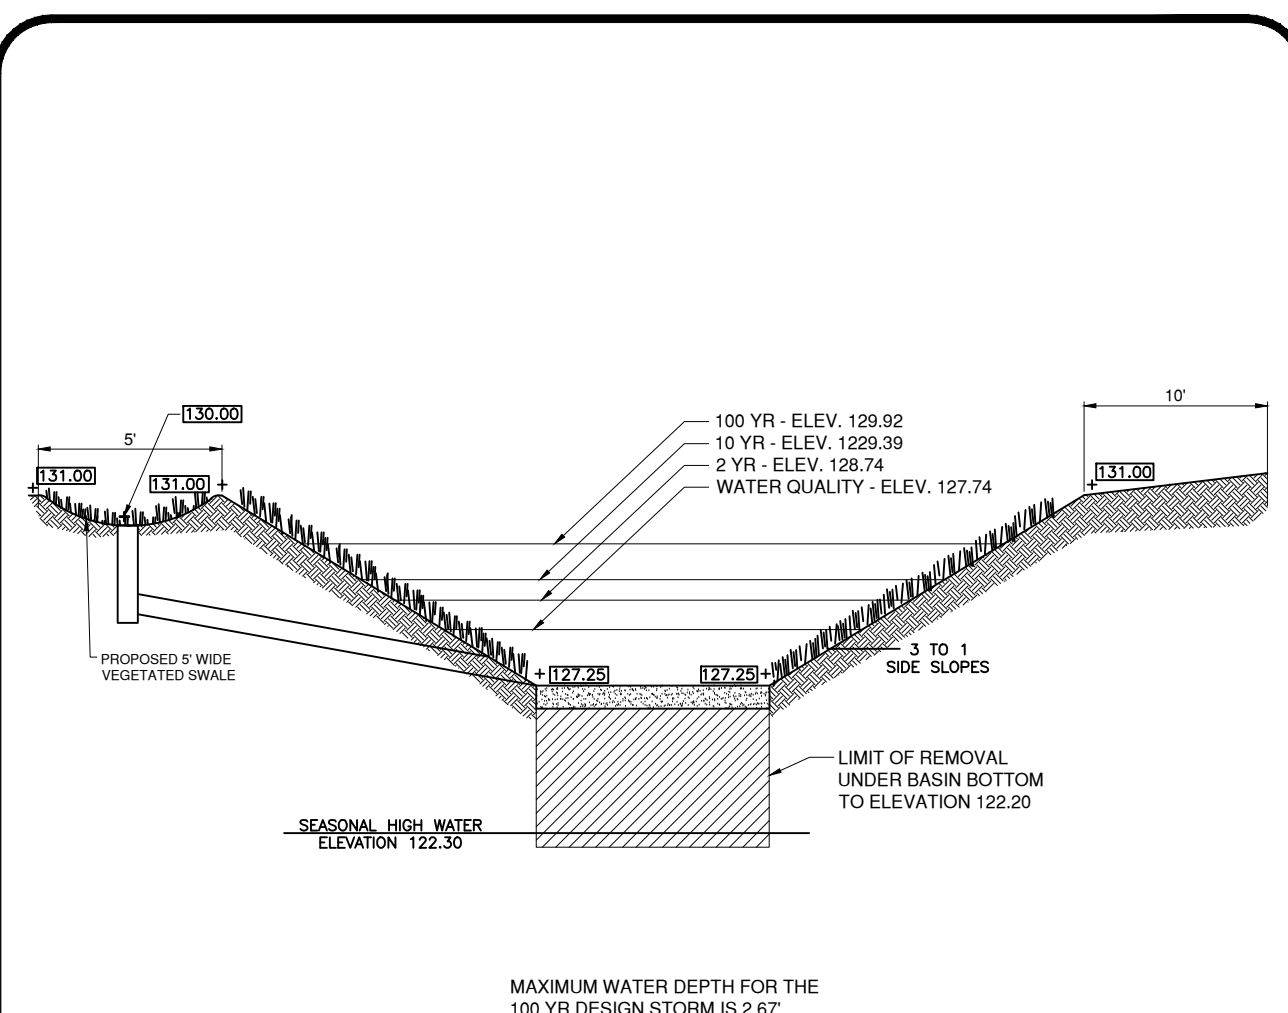 130.00
5'
131.00
131.00
100 YR - ELEV. 129.92
10 YR - ELEV. 1229.39
2 YR - ELEV. 128.74
WATER QUALITY - ELEV. 127.74
10'
131.00
PROPOSED 5' WIDE
VEGETATED SWALE
127.25
127.25
3 TO 1
SIDE SLOPES
LIMIT OF REMOVAL
UNDER BASIN BOTTOM
TO ELEVATION 122.20
SEASONAL HIGH WATER
ELEVATION 122.30
MAXIMUM WATER DEPTH FOR THE
100 YR DESIGN STORM IS 2.67'